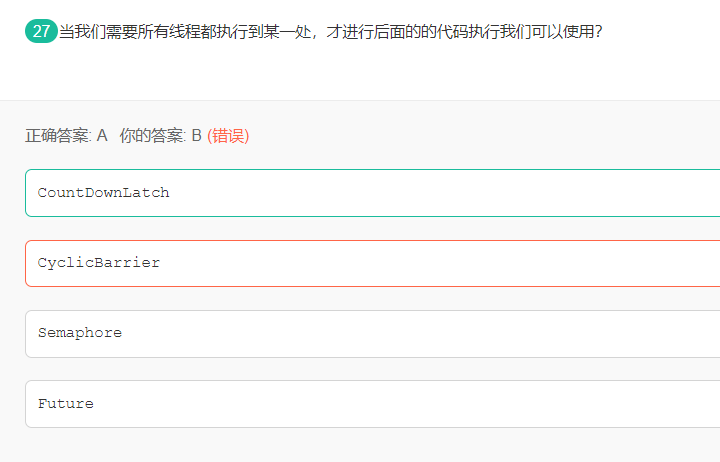 27 当我们需要所有线程都执行到某一处，才进行后面的的代码执行我们可以使用？
正确答案: A 你的答案: B (错误)
CountDownLatch
CyclicBarrier
Semaphore
Future